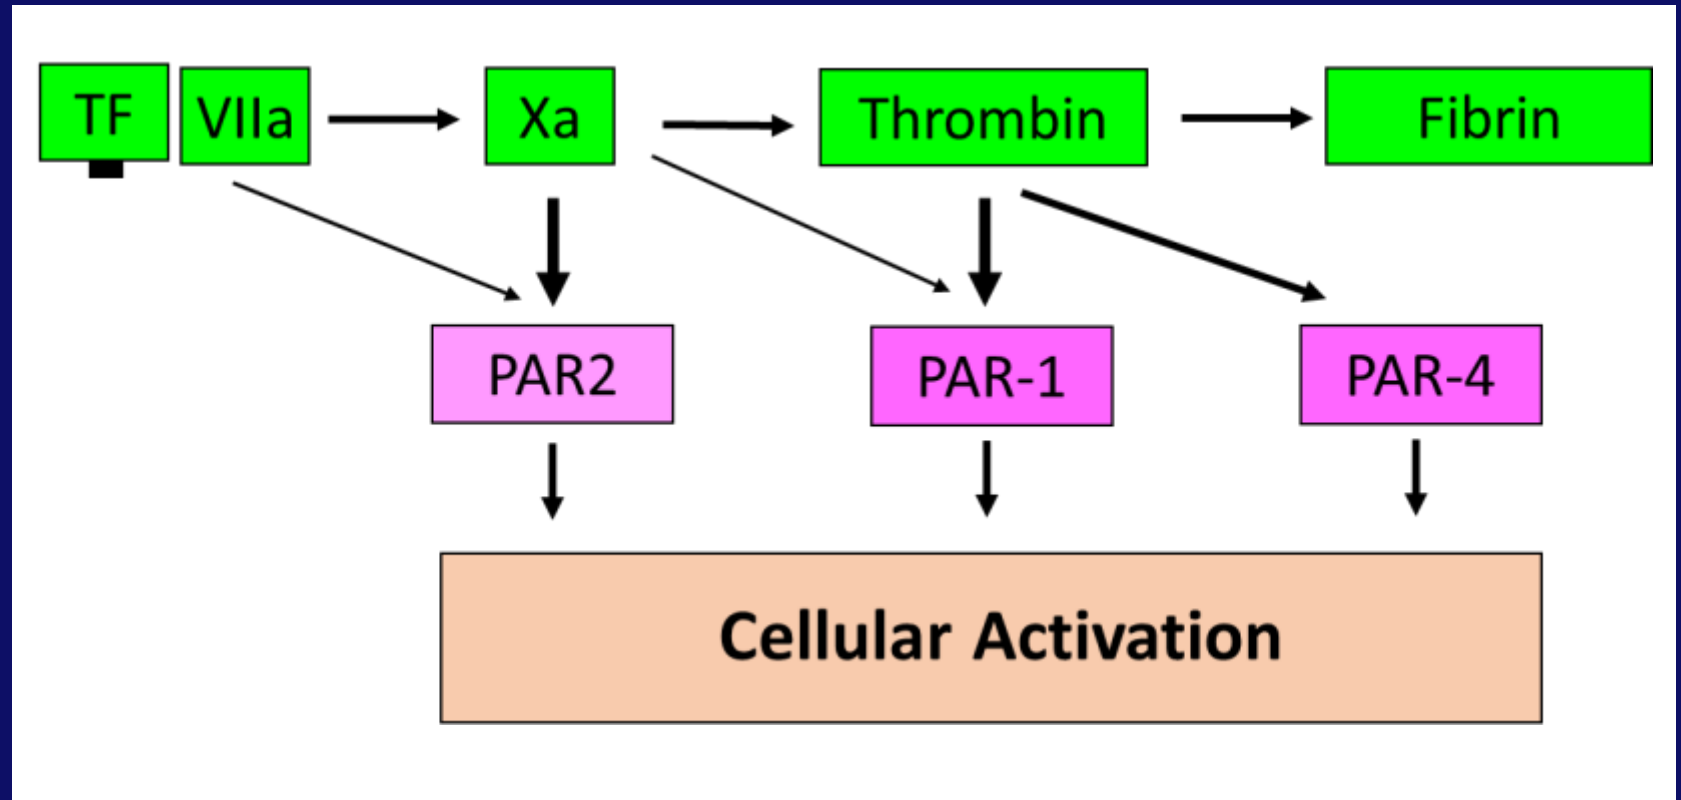 TF
VIIa
Xa
Thrombin
Fibrin
PAR2
PAR-1
PAR-4
Cellular Activation